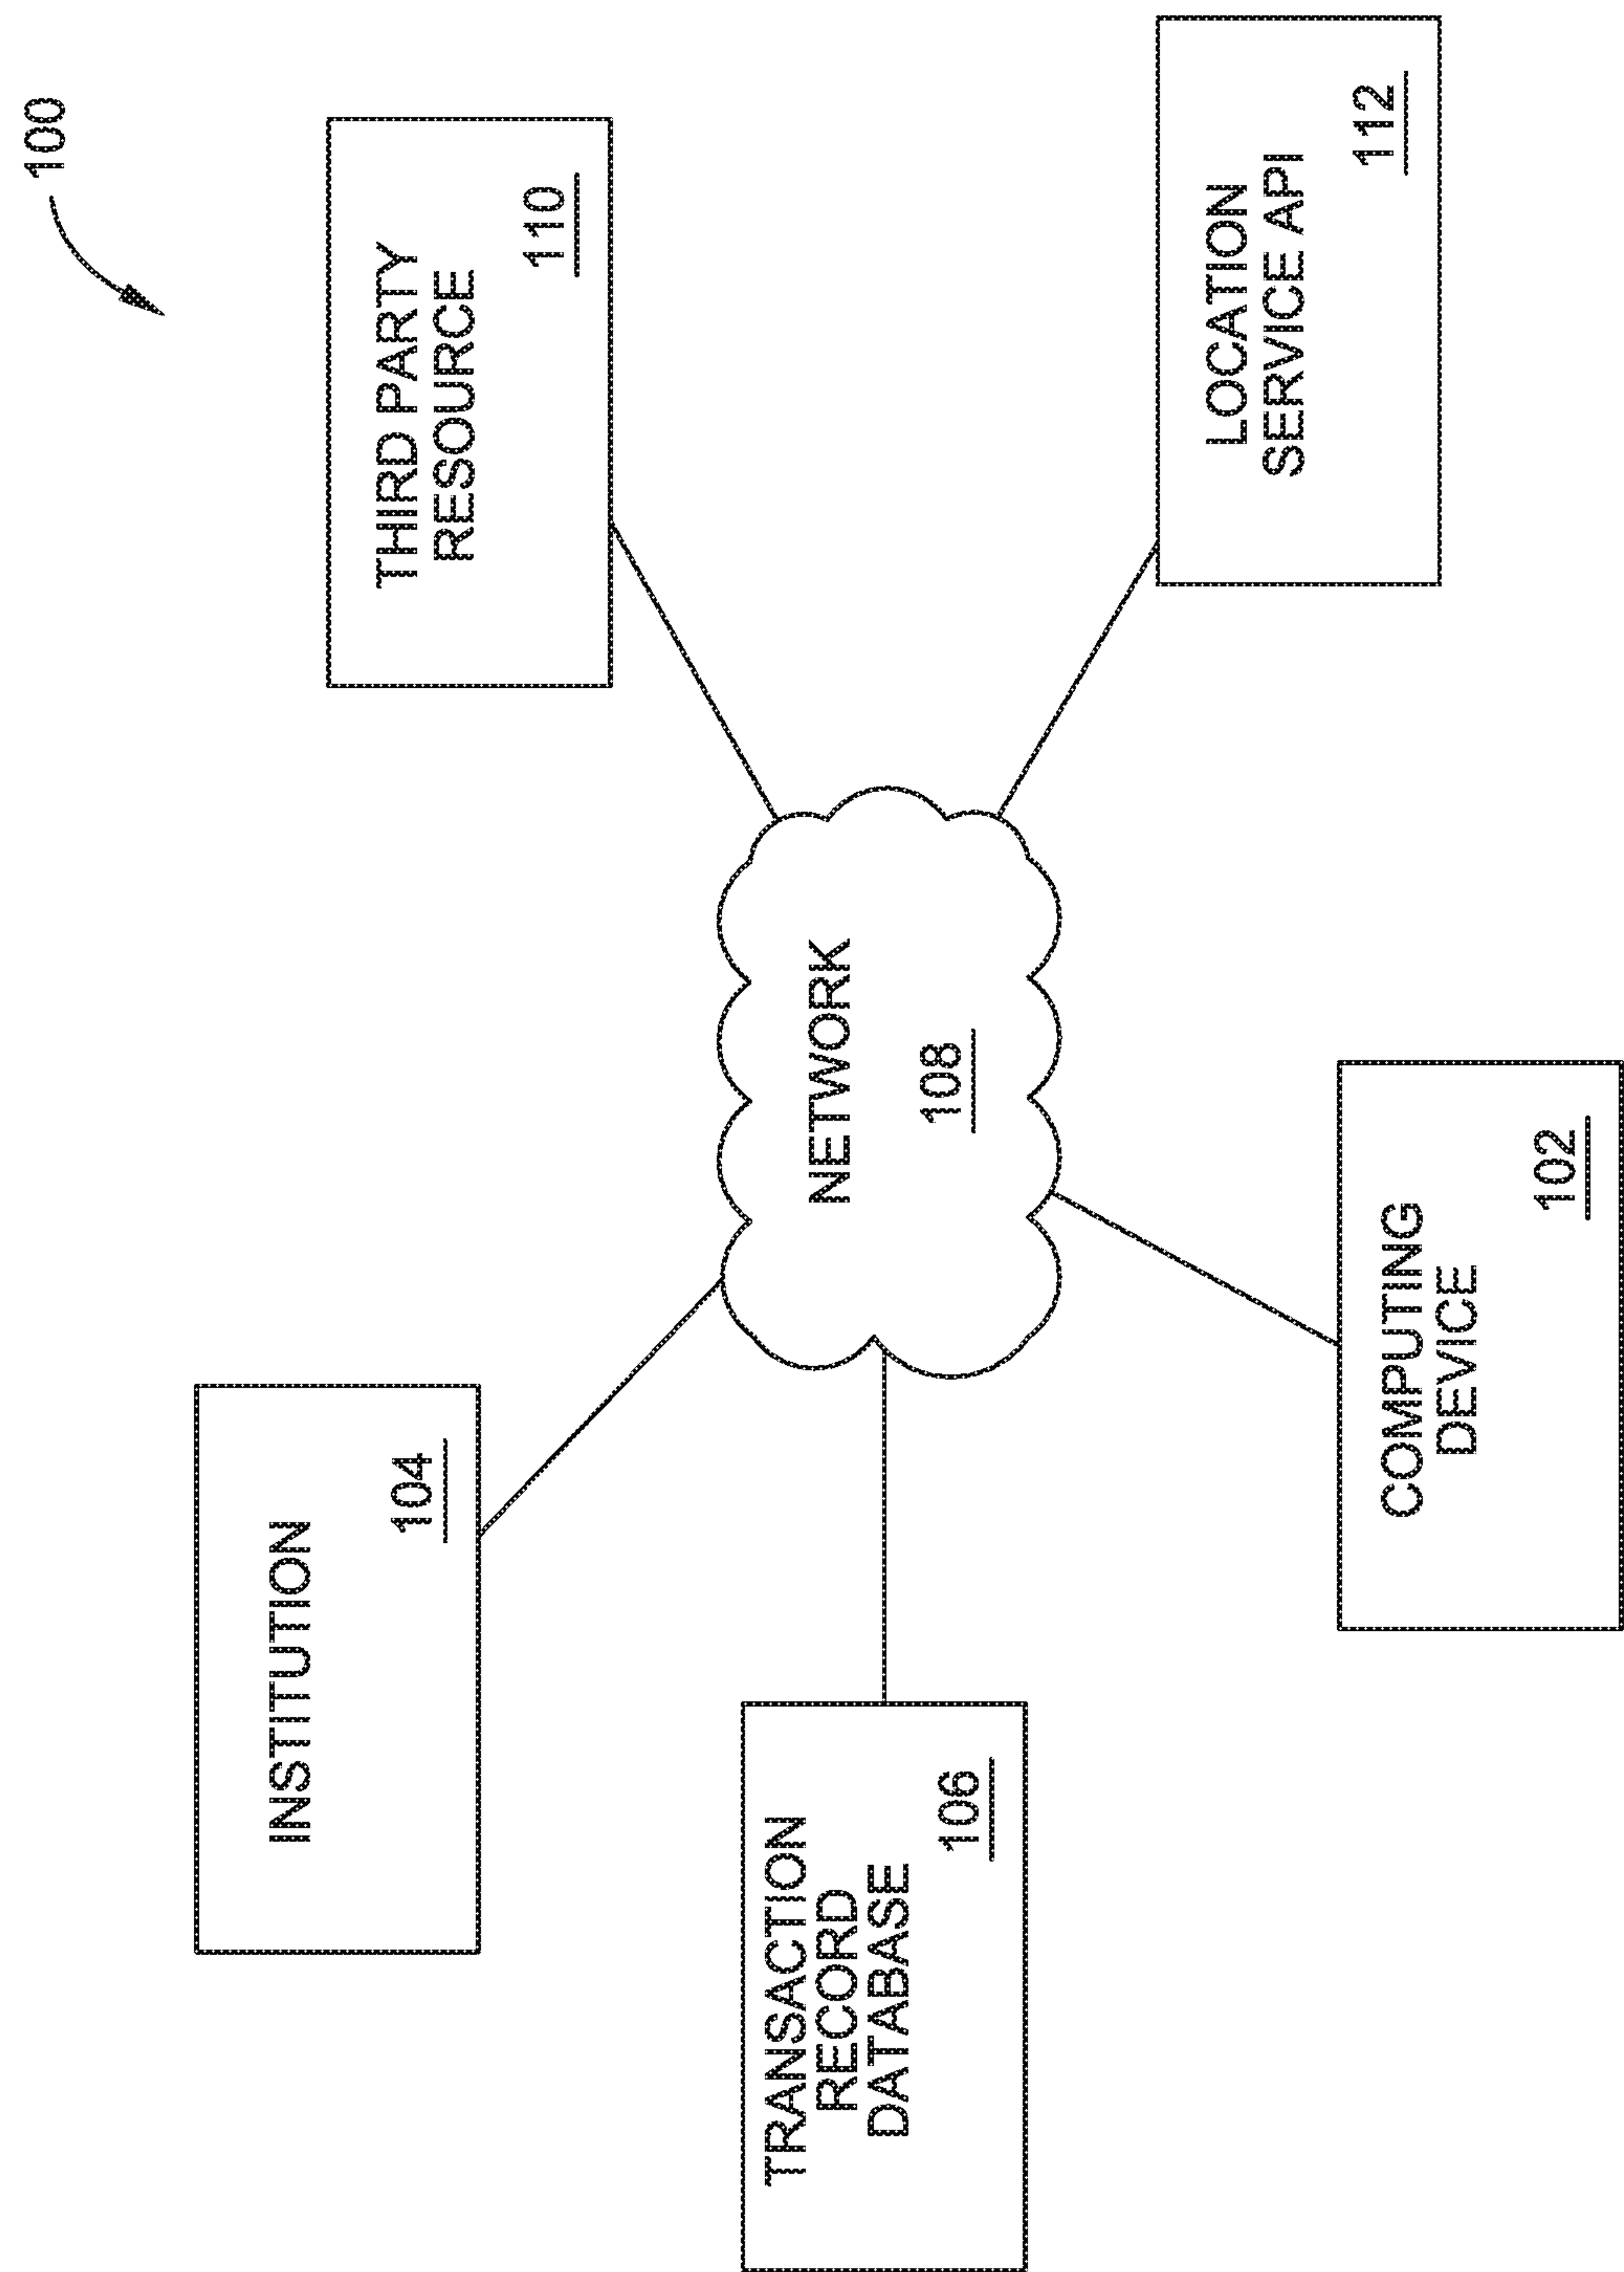 100
INSTITUTION
104
THIRD PARTY
RESOURCE
110
TRANSACTION
RECORD
DATABASE
106
NETWORK
108
LOCATION
SERVICE API
112
COMPUTING
DEVICE
102